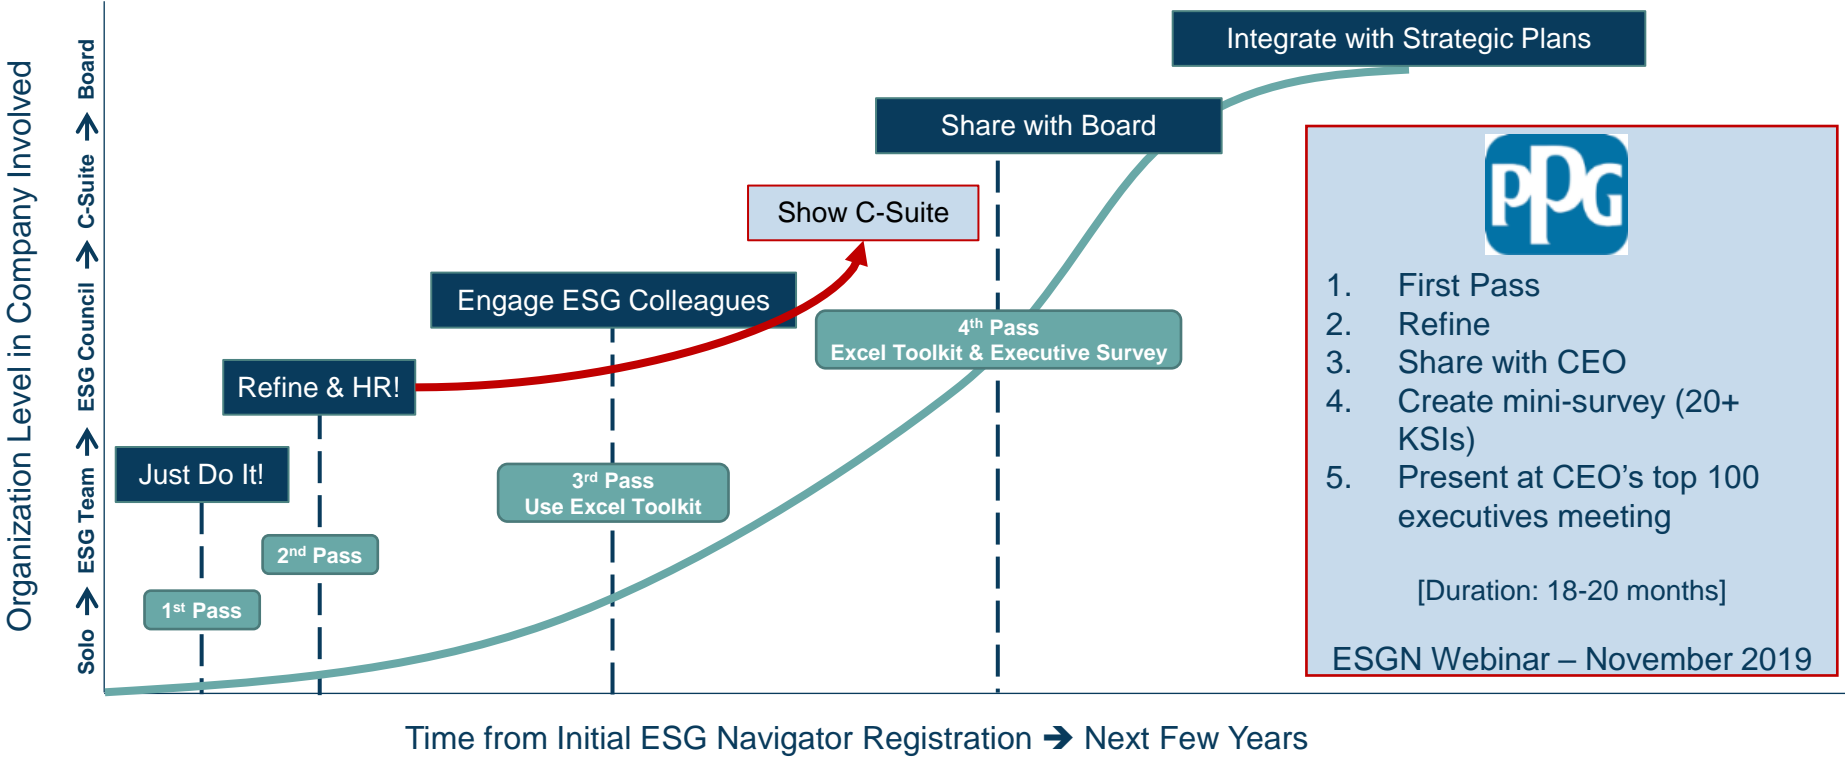 Integrate with Strategic Plans
Share with Board
Show C-Suite
Engage ESG Colleagues
Refine & HR!
Just Do It!
4th Pass
Excel Toolkit & Executive Survey
3rd Pass
Use Excel Toolkit
2nd Pass
1st Pass
Organization Level in Company Involved
Solo → ESG Team → ESG Council → C-Suite → Board
Time from Initial ESG Navigator Registration → Next Few Years
PPG
1. First Pass
2. Refine
3. Share with CEO
4. Create mini-survey (20+
KSIs)
5. Present at CEO’s top 100
executives meeting
[Duration: 18-20 months]
ESGN Webinar – November 2019